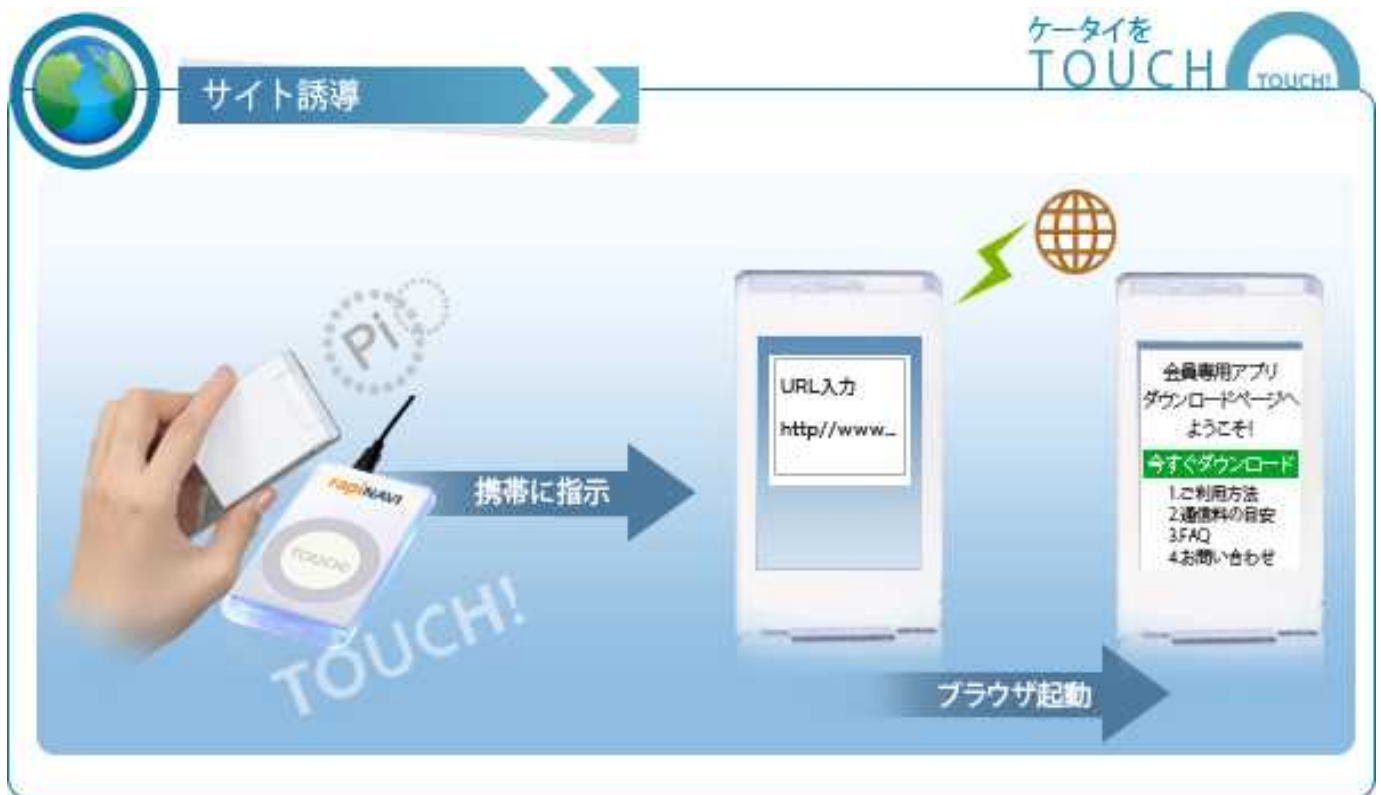 サイト誘導
ケータイを
TOUCH
TOUCH!
Pi
rapiNAVI
TOUCH!
TOUCH!
携帯に指示
URL入力
http//www...
会員専用アプリ
ダウンロードページへ
ようこそ!
今すぐダウンロード
1.ご利用方法
2.通信料の目安
3.FAQ
4.お問い合わせ
ブラウザ起動